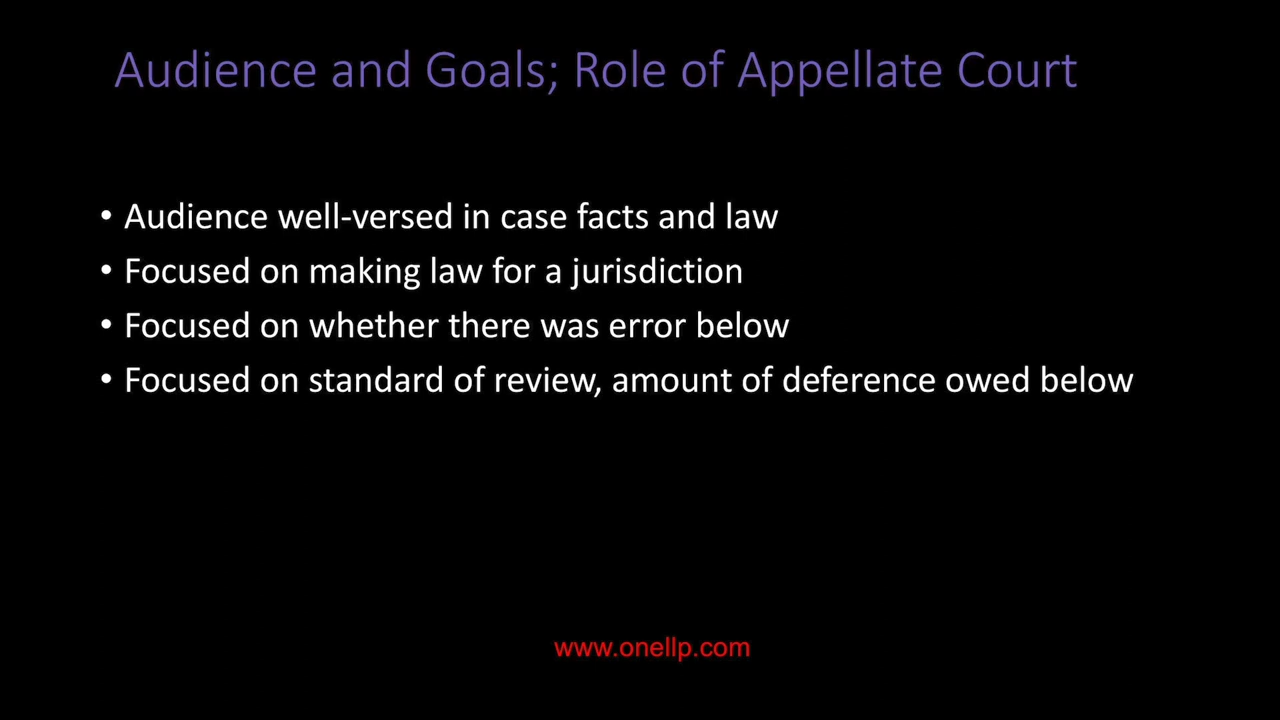 Audience and Goals; Role of Appellate Court
• Audience well-versed in case facts and law
• Focused on making law for a jurisdiction
• Focused on whether there was error below
• Focused on standard of review, amount of deference owed below
www.onellp.com